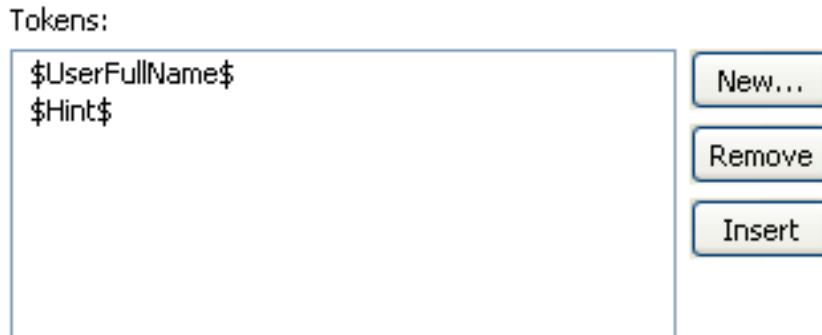 Tokens:
$UserFullName$
$Hint$
New...
Remove
Insert